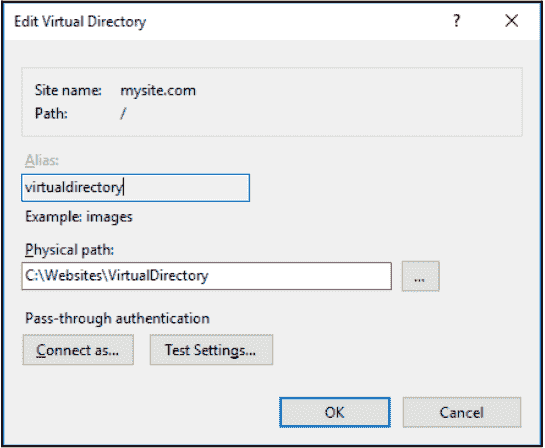 Edit Virtual Directory ?
Site name: mysite.com
Path: /
Alias:
virtualdirectory
Example: images
Physical path:
C:\Websites\VirtualDirectory ...
Pass-through authentication
Connect as... Test Settings...
OK Cancel